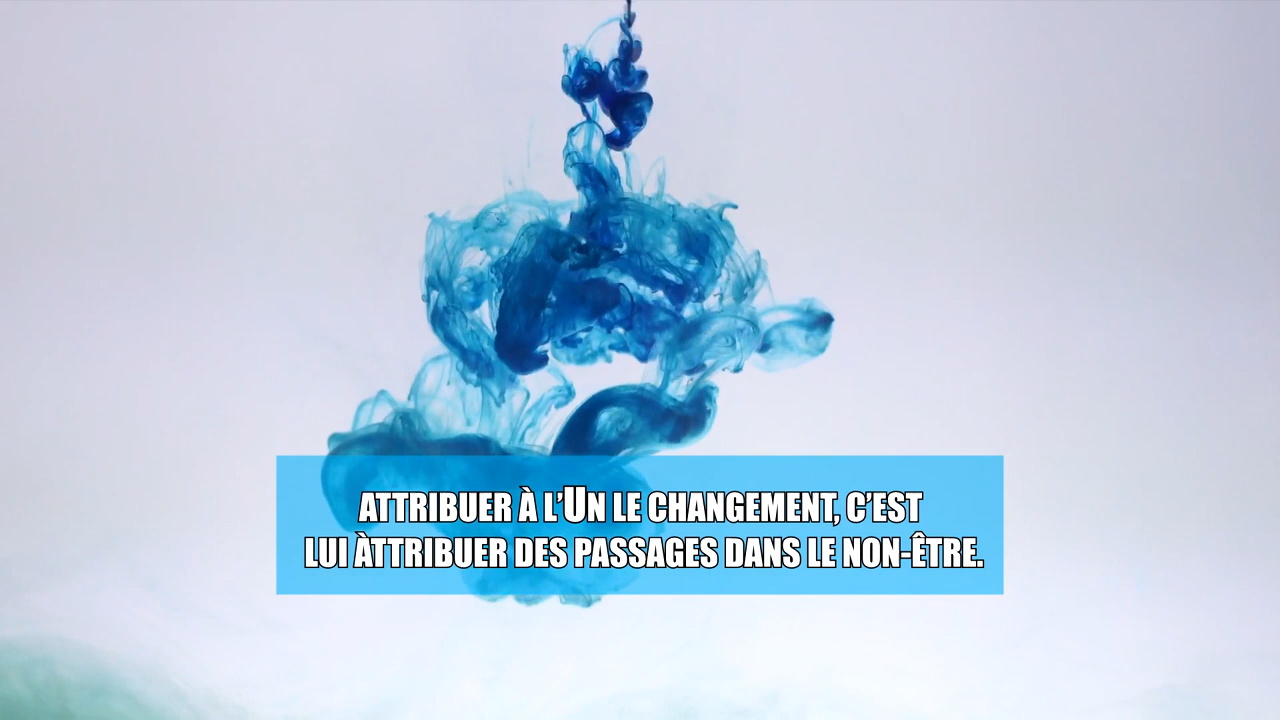 ATTRIBUER À L’UN LE CHANGEMENT, C’EST
LUI ÀTTRIBUER DES PASSAGES DANS LE NON-ÊTRE.